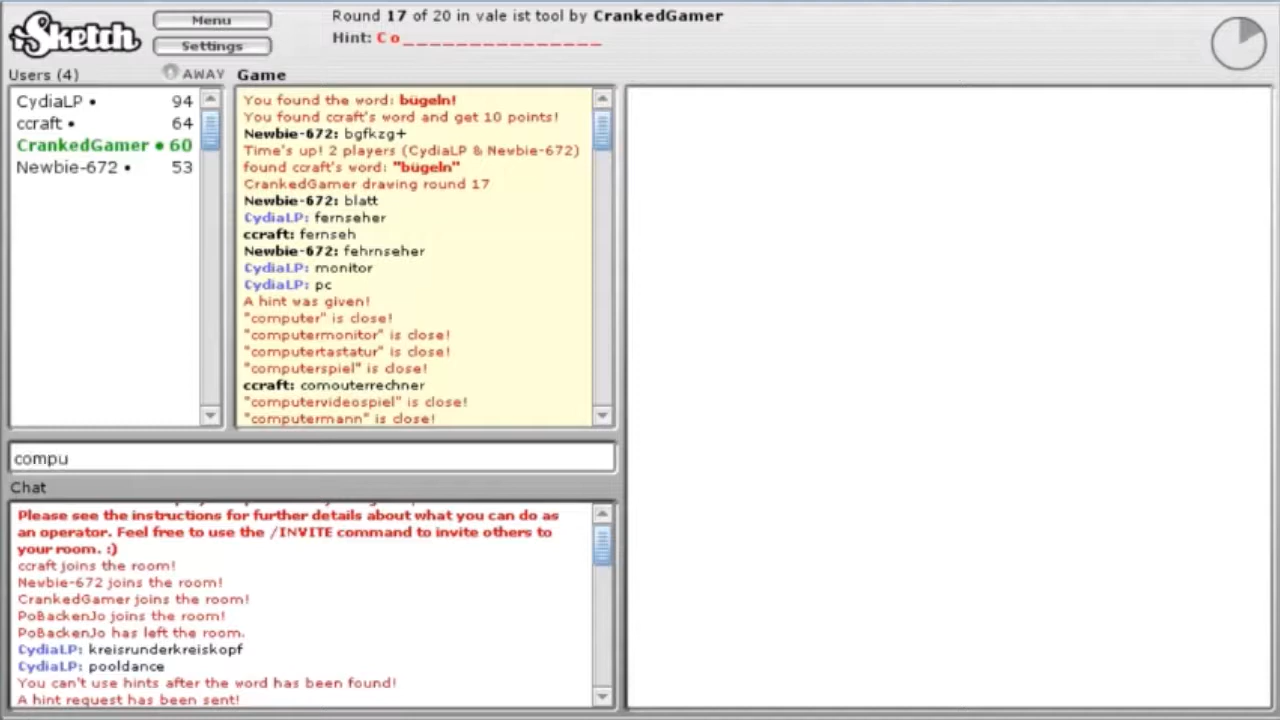 iSketch
Menu
Settings
Round 17 of 20 in vale ist tool by CrankedGamer
Hint: Co_______________
Users (4)
AWAY
CydiaLP • 94
ccraft • 64
CrankedGamer • 60
Newbie-672 • 53
Game
You found the word: bügeln!
You found ccraft's word and get 10 points!
Newbie-672: bgfkzg+
Time's up! 2 players (CydiaLP & Newbie-672)
found ccraft's word: "bügeln"
CrankedGamer drawing round 17
Newbie-672: blatt
CydiaLP: fernseher
ccraft: fernseh
Newbie-672: fehrnseher
CydiaLP: monitor
CydiaLP: pc
A hint was given!
"computer" is close!
"computermonitor" is close!
"computertastatur" is close!
"computerspiel" is close!
ccraft: comouterrechner
"computervideospiel" is close!
"computermann" is close!
compu
Chat
Please see the instructions for further details about what you can do as
an operator. Feel free to use the /INVITE command to invite others to
your room. :)
ccraft joins the room!
Newbie-672 joins the room!
CrankedGamer joins the room!
PoBackenJo joins the room!
PoBackenJo has left the room.
CydiaLP: kreisrunderkreiskopf
CydiaLP: pooldance
You can't use hints after the word has been found!
A hint request has been sent!